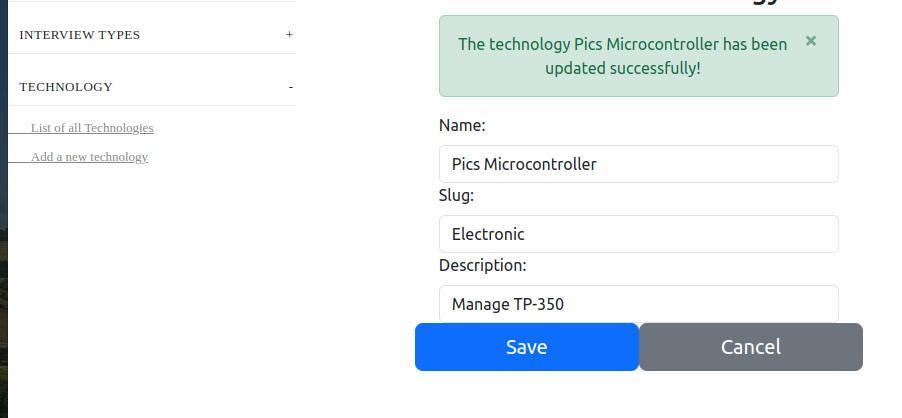 INTERVIEW TYPES +
TECHNOLOGY -
List of all Technologies
Add a new technology
The technology Pics Microcontroller has been ×
updated successfully!
Name:
Pics Microcontroller
Slug:
Electronic
Description:
Manage TP-350
Save Cancel